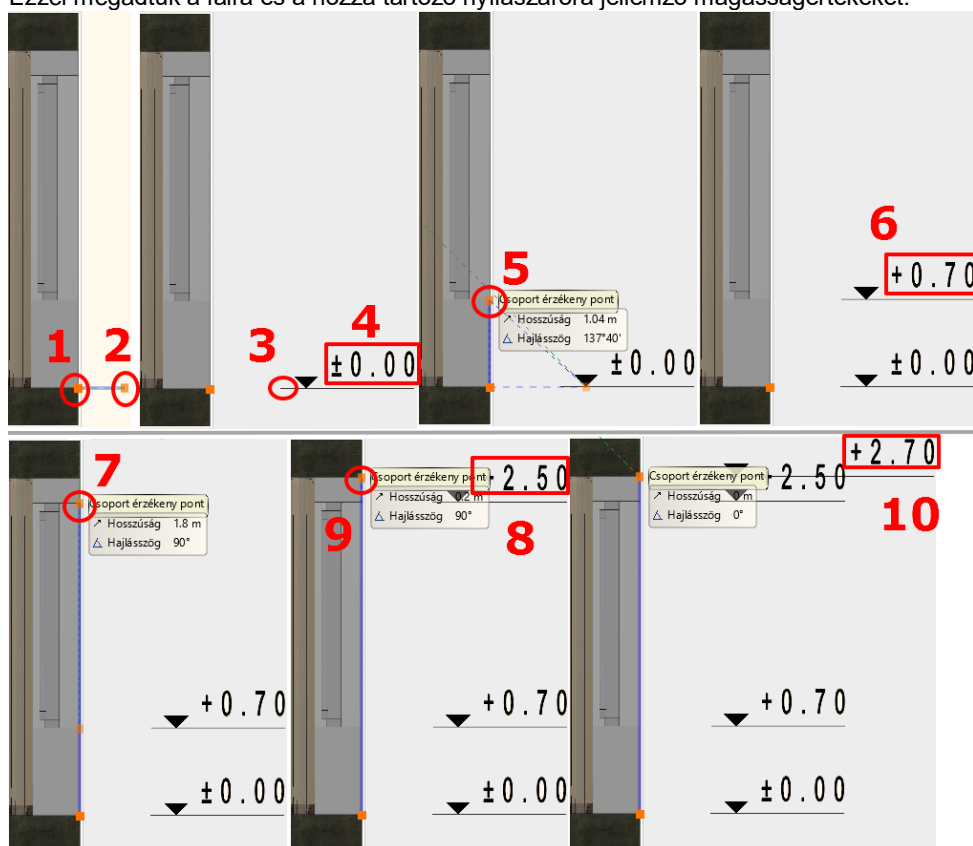 Ezzel megadtuk a falra és a hozzá tartozó nyílászáróra jellemző magasságértékeket.
1 2
3
4
±0.00
5
Csoport érzékeny pont
Hosszúság 1.04 m
Hajlásszög 137°40'
±0.00
6
+0.70
±0.00
7
Csoport érzékeny pont
Hosszúság 1.8 m
Hajlásszög 90°
+0.70
±0.00
9
Csoport érzékeny pont
Hosszúság 0.2 m
Hajlásszög 90°
2.50
8
+0.70
±0.00
Csoport érzékeny pont
Hosszúság 0 m
Hajlásszög 0°
2.50
+2.70
10
+0.70
±0.00